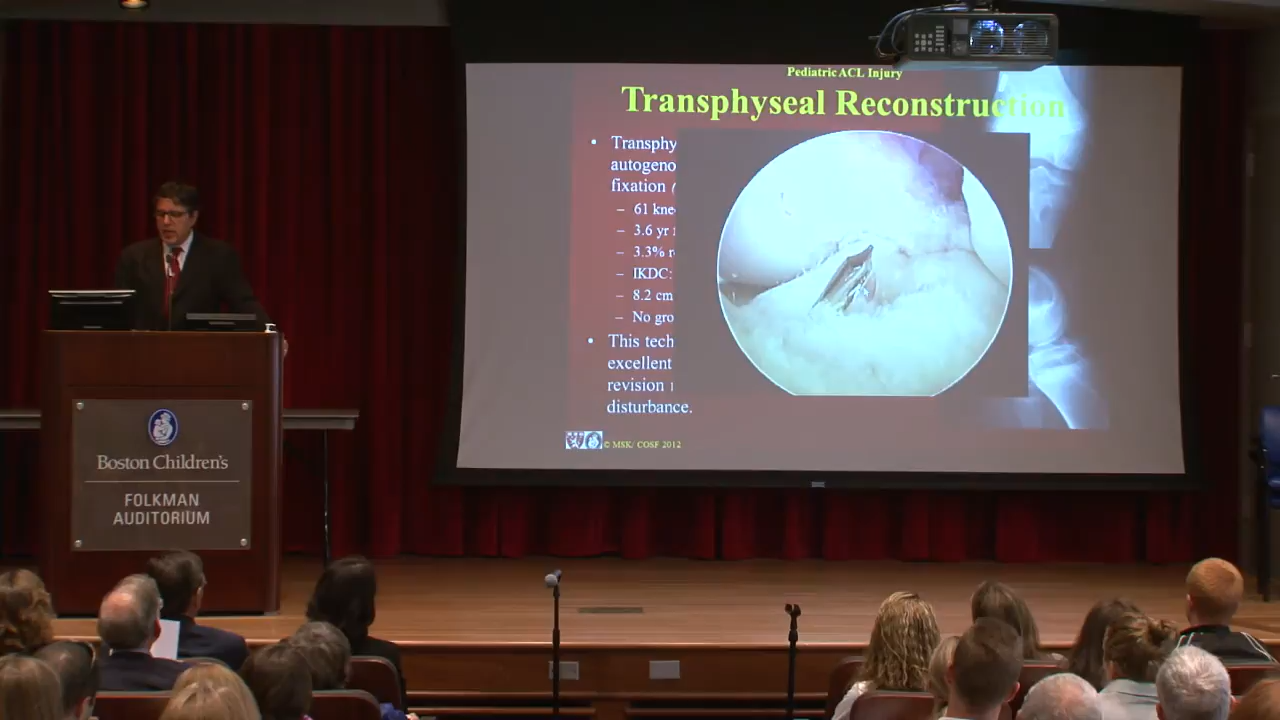 Pediatric ACL Injury
Transphyseal Reconstruction
• Transphy
autogeno
fixation
– 61 kne
– 3.6 yr
– 3.3% r
– IKDC:
– 8.2 cm
– No gro
• This tech
excellent
revision
disturbance.
© MSK/ COSF 2012
Boston Children's
FOLKMAN
AUDITORIUM